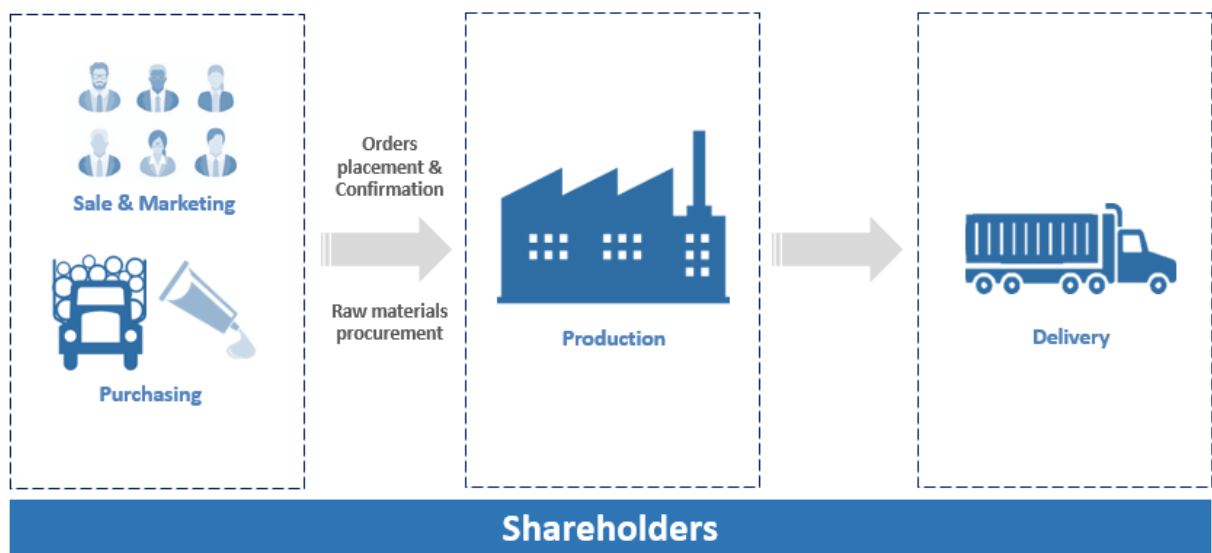 Sale & Marketing
Purchasing
Orders
placement &
Confirmation
Raw materials
procurement
Production
Delivery
Shareholders